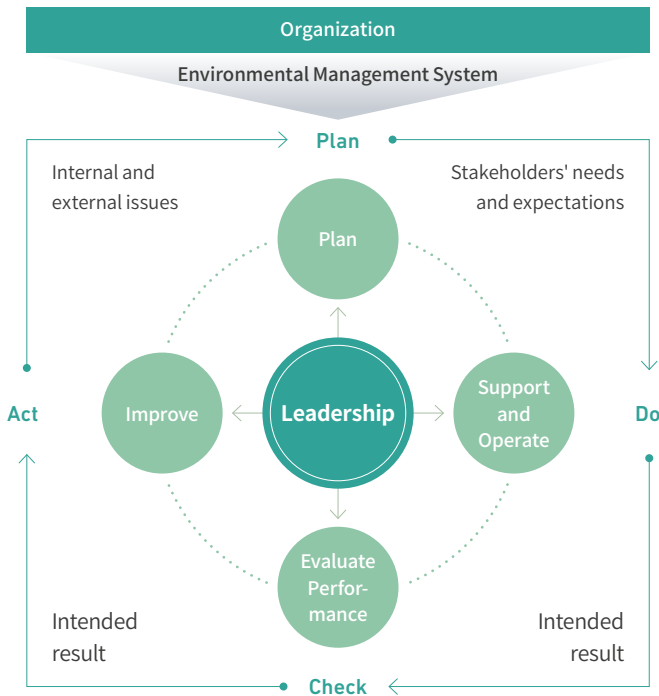 Organization
Environmental Management System
Plan
Internal and
external issues
Stakeholders' needs
and expectations
Plan
Act
Improve
Leadership
Support
and
Operate
Do
Evaluate
Perfor-
mance
Intended
result
Intended
result
Check